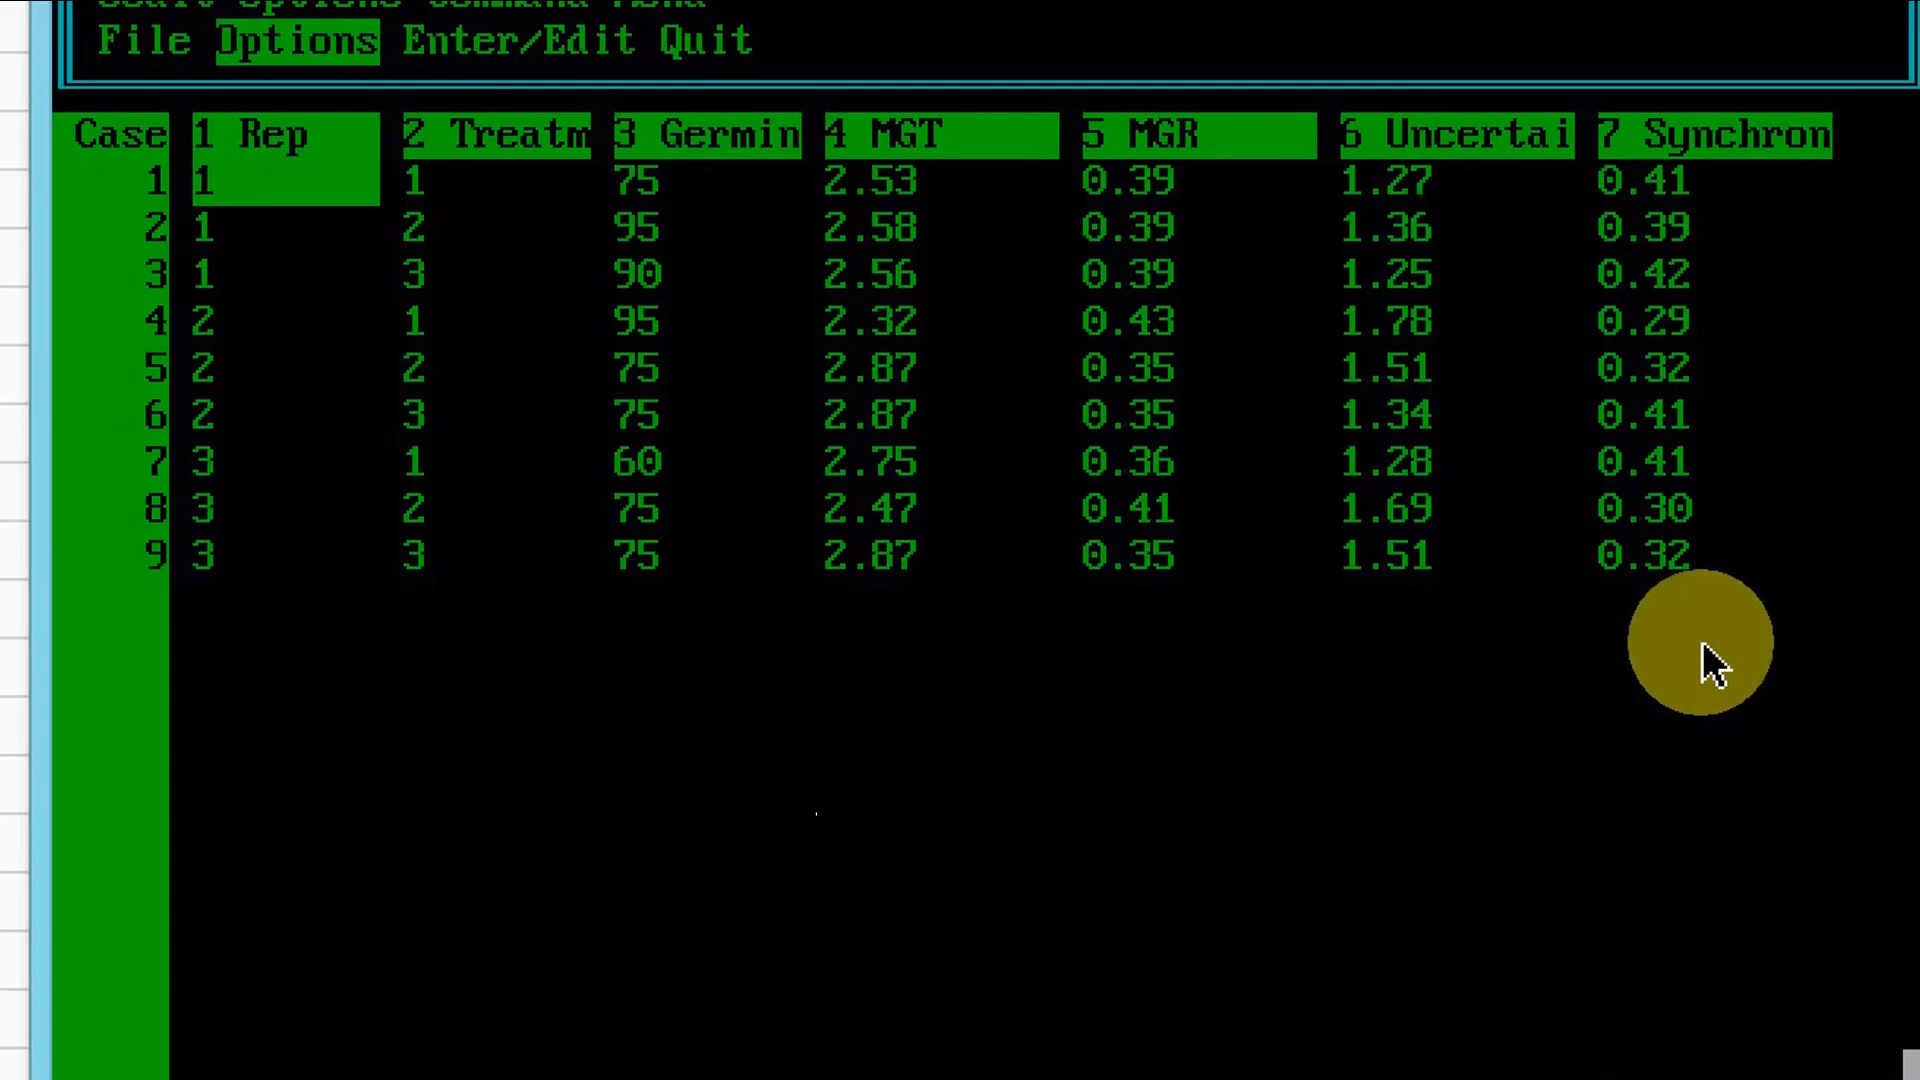 File Options Enter/Edit Quit
Case 1 Rep 2 Treatm 3 Germin 4 MGT 5 MGR 6 Uncertai 7 Synchron
1 1 1 75 2.53 0.39 1.27 0.41
2 1 2 95 2.58 0.39 1.36 0.39
3 1 3 90 2.56 0.39 1.25 0.42
4 2 1 95 2.32 0.43 1.78 0.29
5 2 2 75 2.87 0.35 1.51 0.32
6 2 3 75 2.87 0.35 1.34 0.41
7 3 1 60 2.75 0.36 1.28 0.41
8 3 2 75 2.47 0.41 1.69 0.30
9 3 3 75 2.87 0.35 1.51 0.32